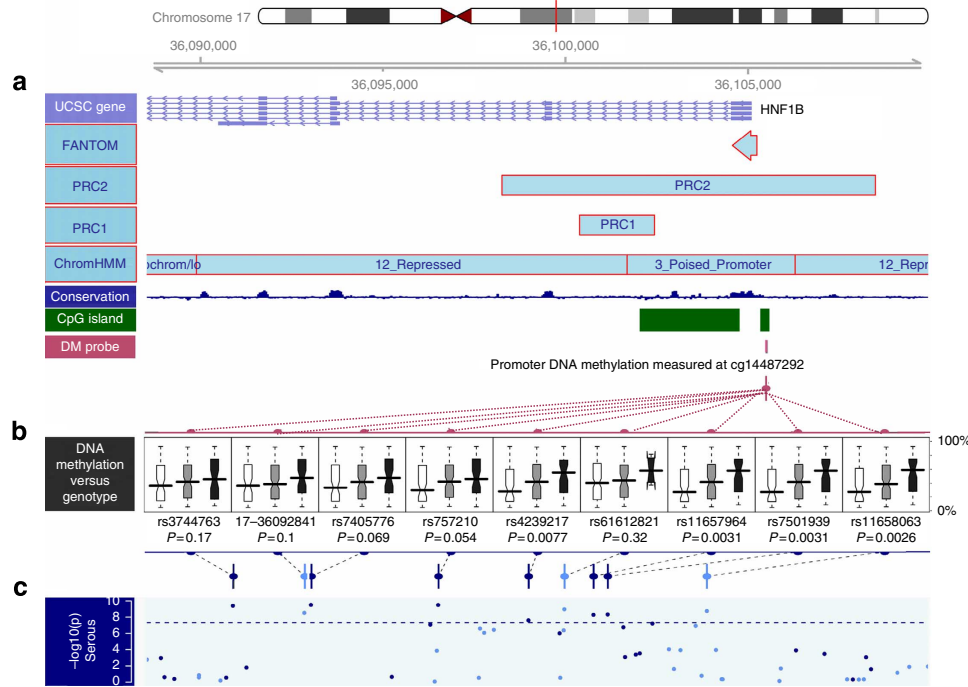 Chromosome 17
36,090,000 36,100,000
36,095,000 36,105,000
a
UCSC gene HNF1B
FANTOM
PRC2 PRC2
PRC1 PRC1
ChromHMM ochrom/lo 12_Repressed 3_Poised_Promoter 12_Repr
Conservation
CpG island
DM probe
Promoter DNA methylation measured at cg14487292
b
DNA methylation versus genotype
100%
0%
rs3744763 17–36092841 rs7405776 rs757210 rs4239217 rs61612821 rs11657964 rs7501939 rs11658063
P=0.17 P=0.1 P=0.069 P=0.054 P=0.0077 P=0.32 P=0.0031 P=0.0031 P=0.0026
c
–log10(p)
Serous
10
8
6
4
2
0